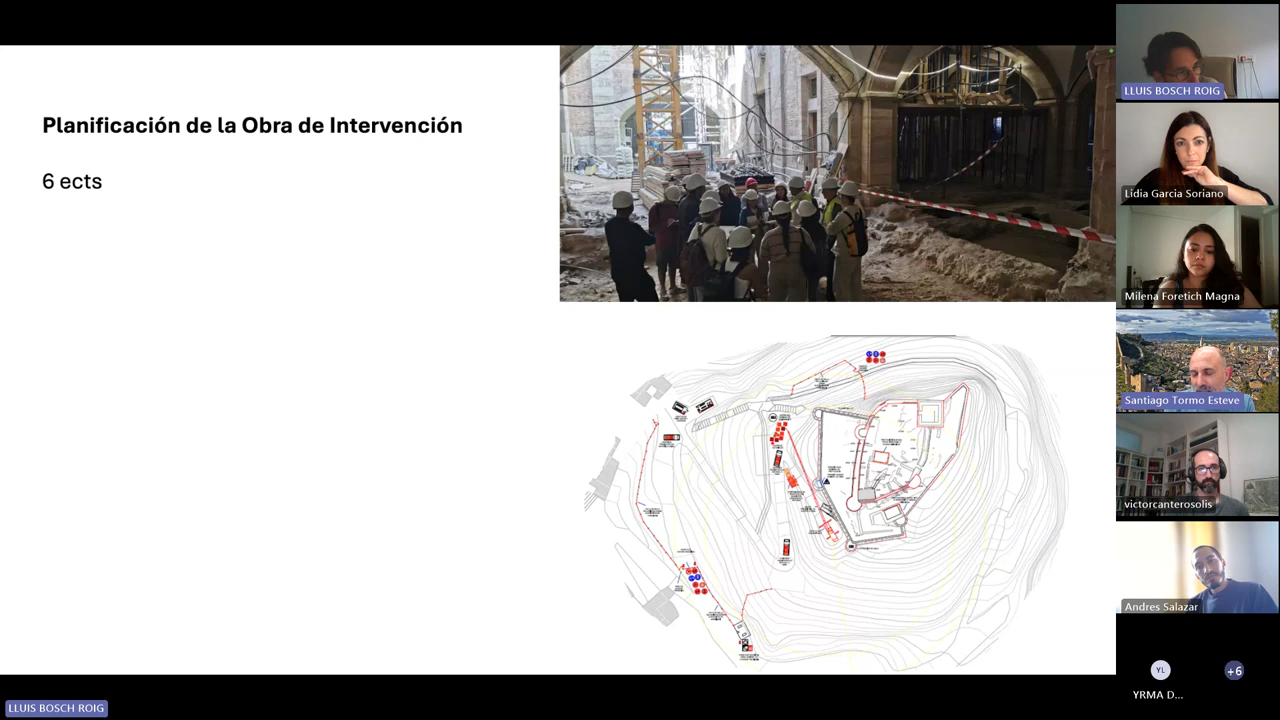 Planificación de la Obra de Intervención
6 ects
LLUIS BOSCH ROIG
Lidia Garcia Soriano
Milena Foretich Magna
Santiago Tormo Esteve
victorcanterosolis
Andres Salazar
YL
+6
YRMA D...
LLUIS BOSCH ROIG